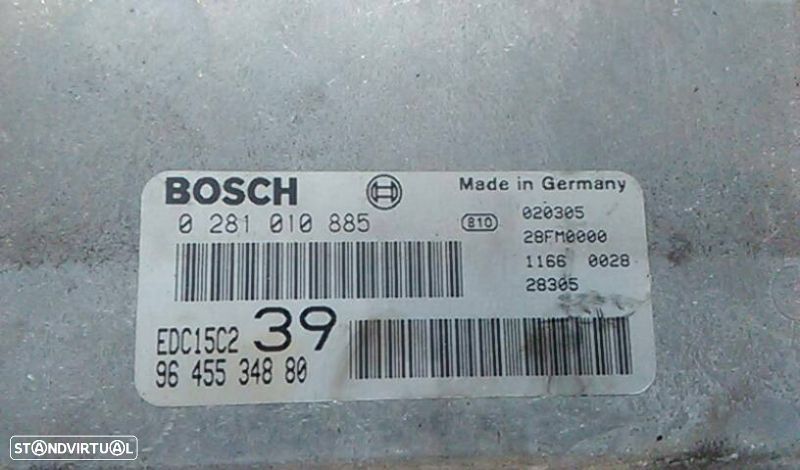 BOSCH
Made in Germany
0 281 010 885
810
020305
28FM0000
1166 0028
28305
EDC15C2 39
96 455 348 80
STANDVIRTUAL